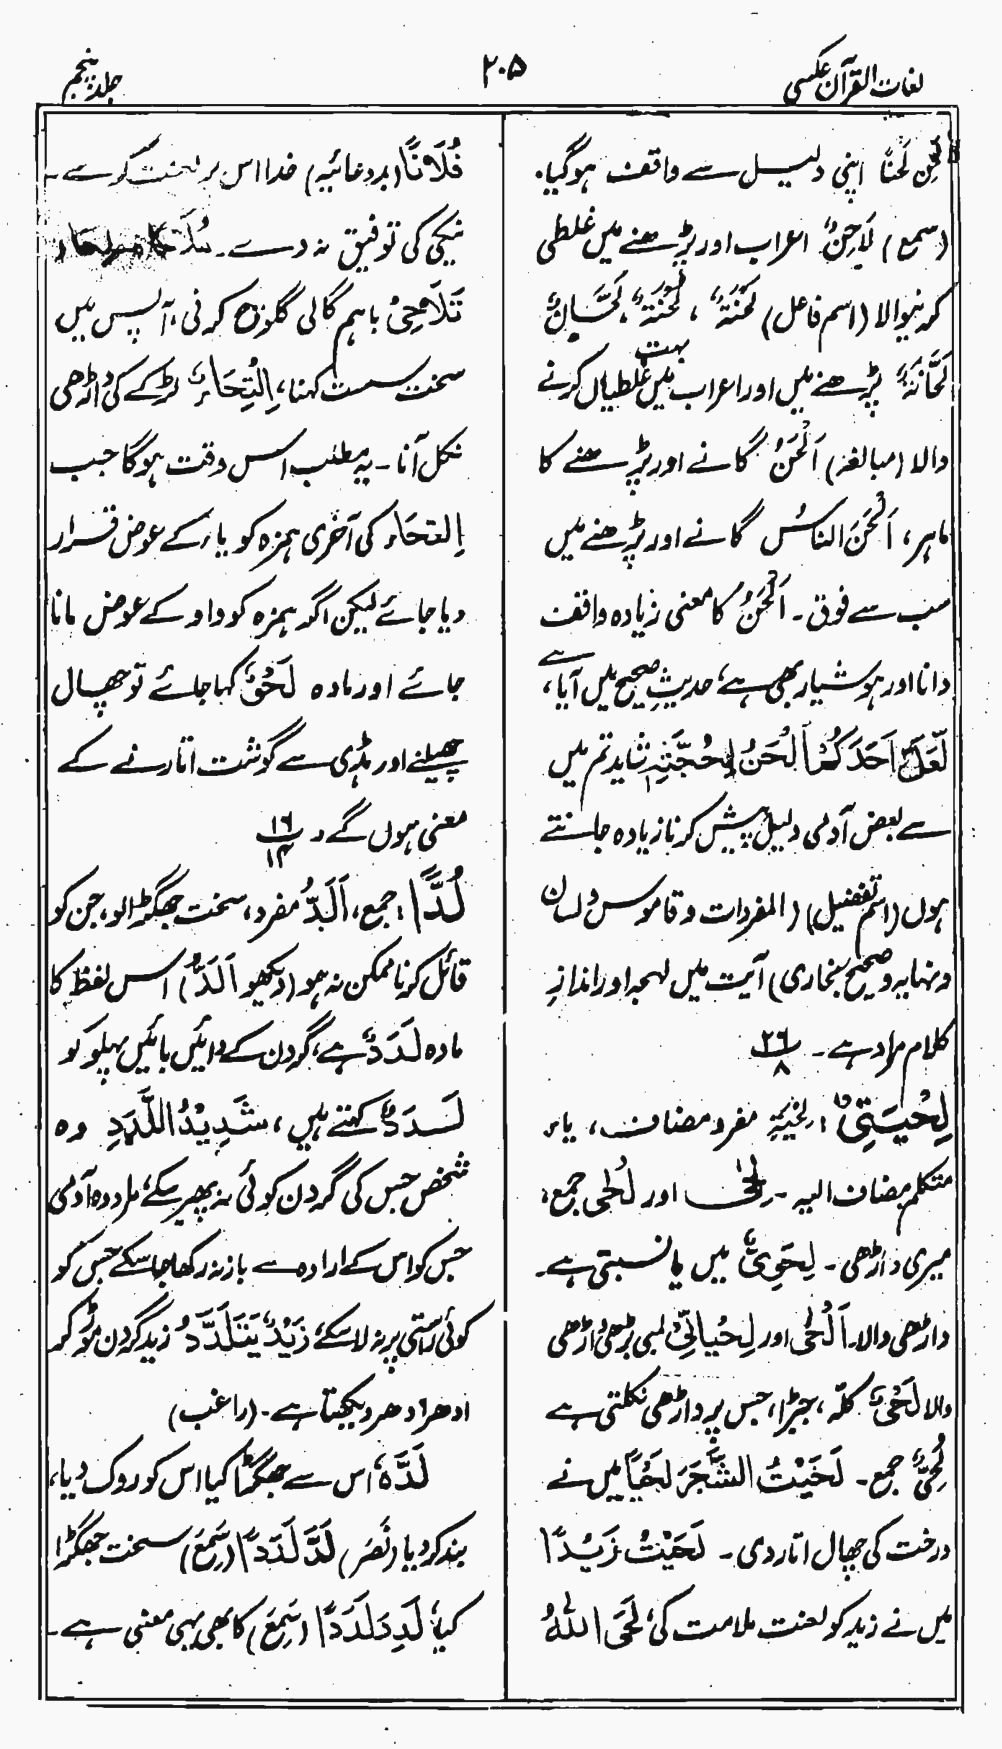 لغات القرآن عکسی
۲۰۵
جلد پنجم
لَحِنَ لَحْنًا اپنی دلیل سے واقف ہوگیا۔
(سمع) لَاحِنٌ اعراب اور پڑھنے میں غلطی
کرنیوالا (اسم فاعل) لُحَنَۃٌ ، لُحْنَۃٌ ، لَحَّانٌ
لَحَّانَۃٌ پڑھنے میں اور اعراب میں بہت غلطیاں کرنے
والا (مبالغہ) اَلْحَنُ گانے اور پڑھنے کا
ماہر، اَلْحَنُ النَّاسِ گانے اور پڑھنے میں
سب سے فوق۔ اَلْحَنُ کا معنی زیادہ واقف
دانا اور ہوشیار بھی ہے، حدیثِ صحیح میں آیا ہے،
لَعَلَّ اَحَدَكُمْ اَلْحَنُ بِحُجَّتِہٖ شاید تم میں
سے بعض آدمی دلیل پیش کرنا زیادہ جانتے
ہوں (اسم تفضیل) (المفردات و قاموس و لسان
و نہایہ و صحیح بخاری) آیت میں لہجہ اور اندازِ
کلام مراد ہے۔ ۲۶/۸
لِحْیَتِیْ: لِحْیَۃِ مفرد مضاف، یاء
متکلم مضاف الیہ۔ لِحًی اور لُحًی جمع،
میری داڑھی۔ لِحَوِیٌّ میں یا نسبتی ہے۔
داڑھی والا۔ اَلْحٰی اور لِحْیَانِیٌّ لمبی بڑھی داڑھی
والا لَحْیٌ کلّہ، جبڑا، جس پر داڑھی نکلتی ہے
لُحِیٌّ جمع۔ لَحَیْتُ الشَّجَرَ لَحْیًا میں نے
درخت کی چھال اتار دی۔ لَحَیْتُ زَیْدًا
میں نے زید کو لعنت ملامت کی، لَحَی اللّٰہُ
فُلَانًا (بددعائیہ) خدا اس پر لعنت کرے۔
نیکی کی توفیق نہ دے۔
تَلَاحِیْ باہم گالی گلوزح کرنی، آپس میں
سخت سست کہنا، اِلْتِحَاءٌ لڑکے کی داڑھی
نکل آنا۔ یہ مطلب اس وقت ہوگا جب
اِلتحَاء کی آخری ہمزہ کو یاء کے عوض قرار
دیا جائے لیکن اگر ہمزہ کو واو کے عوض مانا
جائے اور مادہ لَحْوٌ کہا جائے تو چھال
چھیلنے اور ہڈی سے گوشت اتارنے کے
معنی ہوں گے۔ ۱۶/۱۴
لُدًّا: جمع، اَلَدُّ مفرد، سخت جھگڑالو، جن کو
قائل کرنا ممکن نہ ہو (دیکھو اَلَدُّ) اس لفظ کا
مادہ لَدَدٌ ہے، گردن کے دائیں بائیں پہلو کو
لَدَدٌ کہتے ہیں، شَدِیْدُ اللَّدَدِ وہ
شخص جس کی گردن کوئی نہ پھیر سکے، مراد وہ آدمی
جس کو اس کے ارادہ سے باز نہ رکھا جا سکے جس کو
کوئی راستی پر نہ لا سکے، زَیْدٌ یَتَلَدَّدُ زید گردن موڑ کر
ادھر ادھر دیکھتا ہے۔ (راغب)
لَدَّہٗ، اس سے جھگڑا کیا اس کو روک دیا،
بند کر دیا (نَصَرَ) لَدَّ لَدَدًا (سَمِعَ) سخت جھگڑا
کیا، لَدِدَ لَدَدًا (سَمِعَ) کا بھی یہی معنی ہے۔